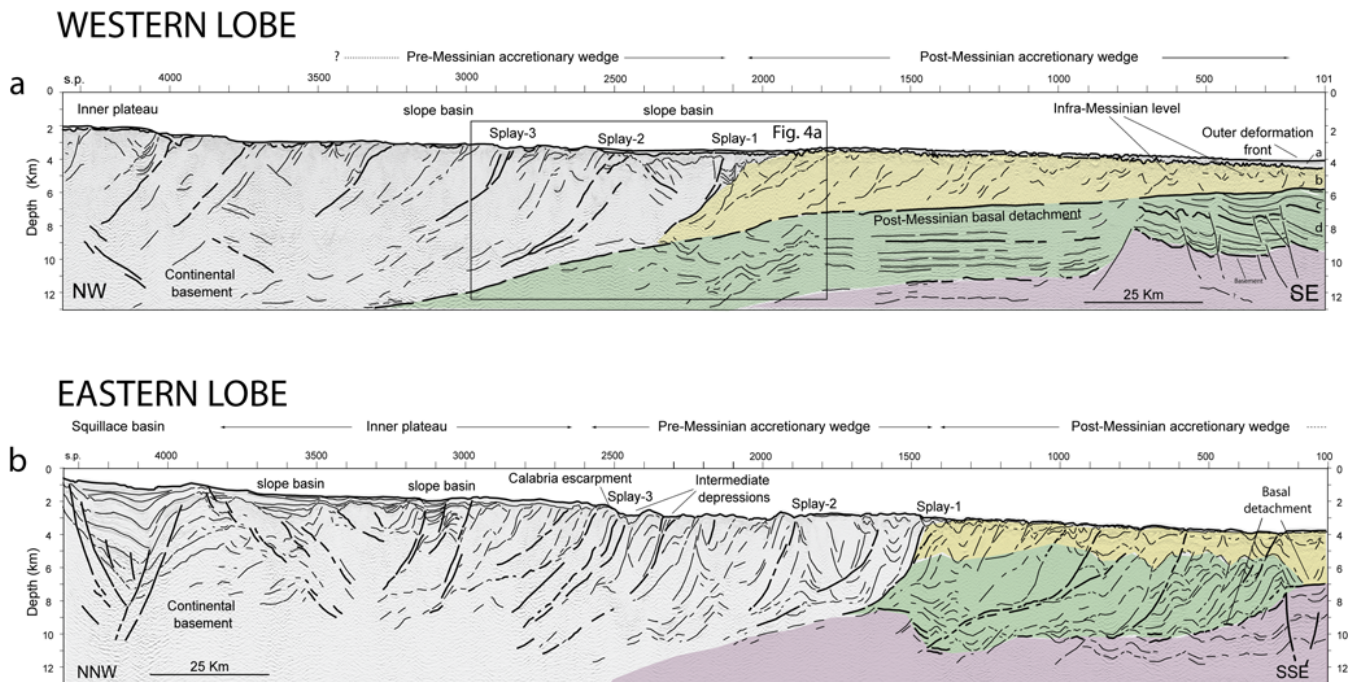 WESTERN LOBE
? Pre-Messinian accretionary wedge Post-Messinian accretionary wedge
s.p. 4000 3500 3000 2500 2000 1500 1000 500 101
a
0 0
Inner plateau slope basin slope basin Infra-Messinian level
Fig. 4a
Splay-3 Splay-2 Splay-1 Outer deformation
front
2 2
a
4 4
b
6 6
c
Post-Messinian basal detachment
d
8 8
Depth (Km)
10 10
Continental
basement
Basement
?
12 12
NW 25 Km SE
EASTERN LOBE
Squillace basin Inner plateau Pre-Messinian accretionary wedge Post-Messinian accretionary wedge
b
s.p. 4000 3500 3000 2500 2000 1500 1000 500 100
0 0
slope basin slope basin Calabria escarpment Intermediate
depressions
Splay-3 Splay-2 Splay-1 Basal
detachment
2 2
4 4
6 6
Depth (km)
8 8
Continental
basement
10 10
12 12
NNW 25 Km SSE